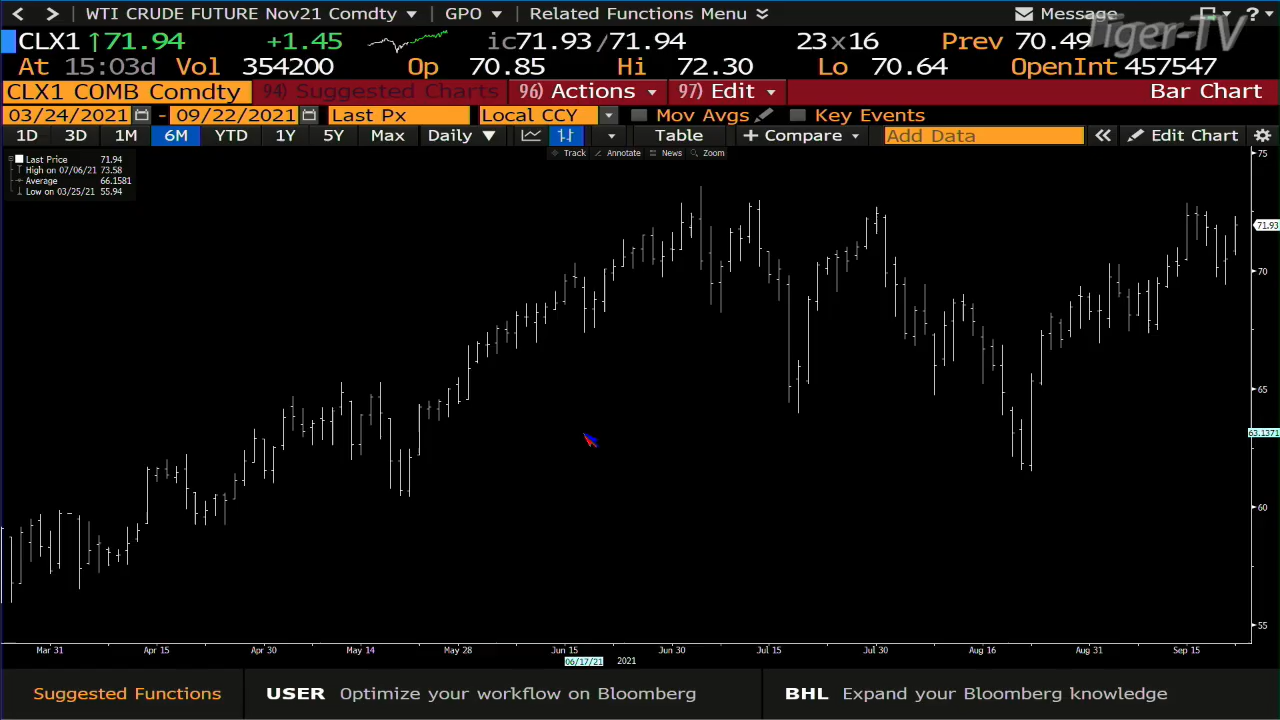 WTI CRUDE FUTURE Nov21 Comdty GPO Related Functions Menu Message ?
Tiger-TV
CLX1 ↑71.94 +1.45 ic71.93/71.94 23x16 Prev 70.49
At 15:03d Vol 354200 Op 70.85 Hi 72.30 Lo 70.64 OpenInt 457547
CLX1 COMB Comdty 94) Suggested Charts 96) Actions 97) Edit Bar Chart
03/24/2021 - 09/22/2021 Last Px Local CCY Mov Avgs Key Events
1D 3D 1M 6M YTD 1Y 5Y Max Daily ▼ Table + Compare Add Data « Edit Chart
Track Annotate News Zoom
Last Price 71.94
High on 07/06/21 73.58
Average 66.1581
Low on 03/25/21 55.94
75
71.93
70
65
63.1371
60
55
Mar 31 Apr 15 Apr 30 May 14 May 28 Jun 15 Jun 30 Jul 15 Jul 30 Aug 16 Aug 31 Sep 15
06/17/21 2021
Suggested Functions USER Optimize your workflow on Bloomberg BHL Expand your Bloomberg knowledge